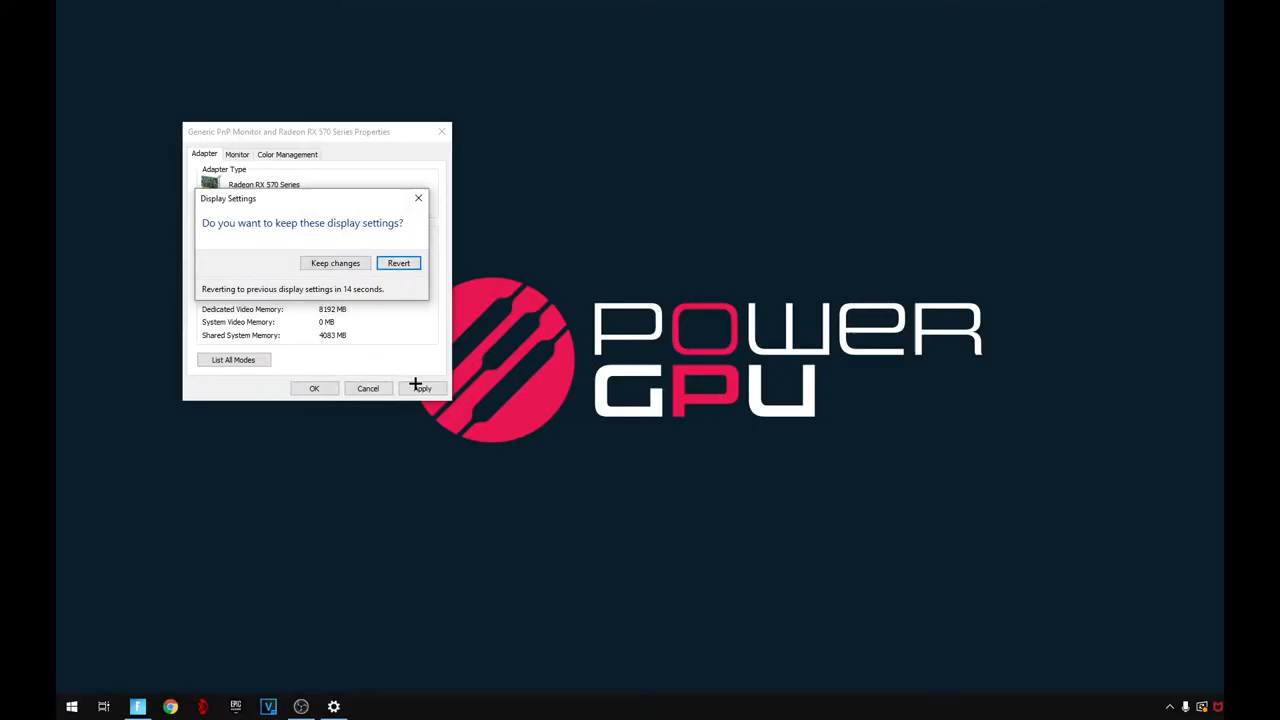 Generic PnP Monitor and Radeon RX 570 Series Properties
Adapter Monitor Color Management
Adapter Type
Radeon RX 570 Series
Display Settings
Do you want to keep these display settings?
Keep changes Revert
Reverting to previous display settings in 14 seconds.
Dedicated Video Memory: 8192 MB
System Video Memory: 0 MB
Shared System Memory: 4083 MB
List All Modes
OK Cancel Apply
POWER
GPU
EPIC